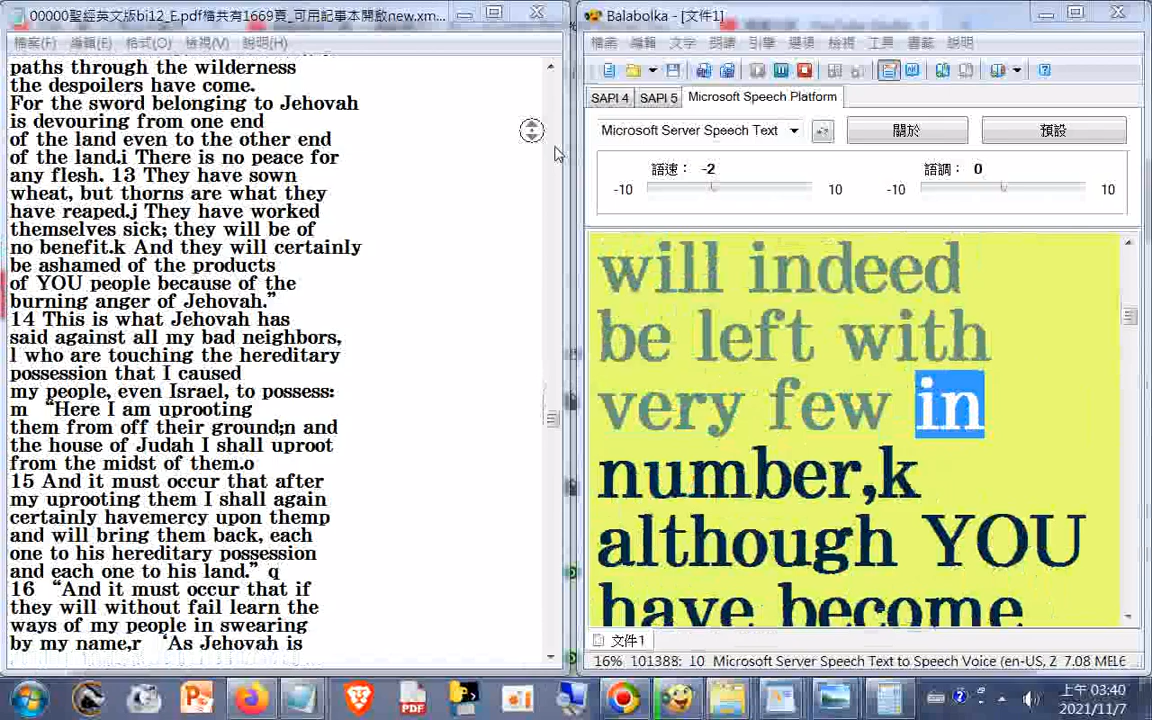 00000聖經英文版bi12_E.pdf檔共有1669頁_可用記事本開啟new.xm...
檔案(F) 編輯(E) 格式(O) 檢視(V) 說明(H)
paths through the wilderness
the despoilers have come.
For the sword belonging to Jehovah
is devouring from one end
of the land even to the other end
of the land.i There is no peace for
any flesh. 13 They have sown
wheat, but thorns are what they
have reaped.j They have worked
themselves sick; they will be of
no benefit.k And they will certainly
be ashamed of the products
of YOU people because of the
burning anger of Jehovah.”
14 This is what Jehovah has
said against all my bad neighbors,
l who are touching the hereditary
possession that I caused
my people, even Israel, to possess:
m “Here I am uprooting
them from off their ground;n and
the house of Judah I shall uproot
from the midst of them.o
15 And it must occur that after
my uprooting them I shall again
certainly havemercy upon themp
and will bring them back, each
one to his hereditary possession
and each one to his land.” q
16 “And it must occur that if
they will without fail learn the
ways of my people in swearing
by my name,r ‘As Jehovah is
Balabolka - [文件1]
檔案 編輯 文字 朗讀 引擎 選項 檢視 工具 書籤 說明
SAPI 4 SAPI 5 Microsoft Speech Platform
Microsoft Server Speech Text 關於 預設
語速: -2 語調: 0
-10 10 -10 10
will indeed
be left with
very few in
number,k
although YOU
have become
文件1
16% 101388: 10 Microsoft Server Speech Text to Speech Voice (en-US, Z 7.08 МЕБ
PDF
上午 03:40
2021/11/7